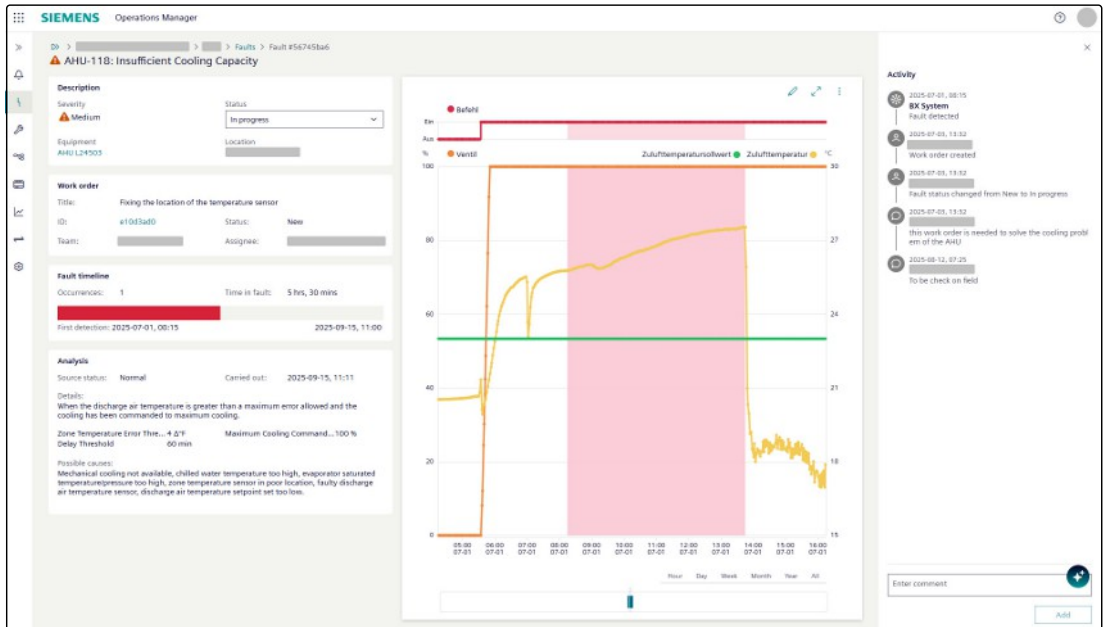 SIEMENS Operations Manager
> > > Faults > Fault #56745ba6
AHU-118: Insufficient Cooling Capacity
Description
Severity
Medium
Status
In progress
Equipment
AHU L24503
Location
Work order
Title: Fixing the location of the temperature sensor
ID: e10d3ad0 Status: New
Team: Assignee:
Fault timeline
Occurrences: 1 Time in fault: 5 hrs, 30 mins
First detection: 2025-07-01, 08:15 2025-09-15, 11:00
Analysis
Source status: Normal Carried out: 2025-09-15, 11:11
Details:
When the discharge air temperature is greater than a maximum error allowed and the
cooling has been commanded to maximum cooling.
Zone Temperature Error Thre... 4 Δ°F Maximum Cooling Command... 100 %
Delay Threshold 60 min
Possible causes:
Mechanical cooling not available, chilled water temperature too high, evaporator saturated
temperature/pressure too high, zone temperature sensor in poor location, faulty discharge
air temperature sensor, discharge air temperature setpoint set too low.
Befehl
Ein
Aus
% Ventil Zulufttemperatursollwert Zulufttemperatur °C
100 30
80 27
60 24
40 21
20 18
0 15
05:00 06:00 07:00 08:00 09:00 10:00 11:00 12:00 13:00 14:00 15:00 16:00
07-01 07-01 07-01 07-01 07-01 07-01 07-01 07-01 07-01 07-01 07-01 07-01
Hour Day Week Month Year All
Activity
2025-07-01, 08:15
BX System
Fault detected
2025-07-03, 13:32
Work order created
2025-07-03, 13:32
Fault status changed from New to In progress
2025-07-03, 13:32
this work order is needed to solve the cooling probl
em of the AHU
2025-08-12, 07:25
To be check on field
Enter comment
Add